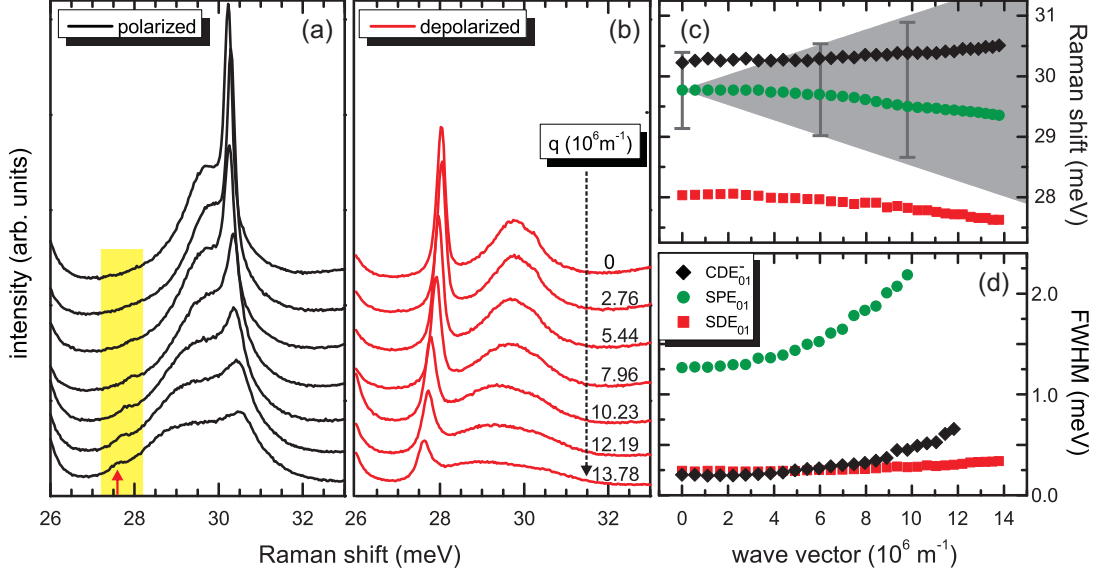 polarized
(a)
intensity (arb. units)
26
28
30
32
depolarized
(b)
q (10⁶m⁻¹)
0
2.76
5.44
7.96
10.23
12.19
13.78
26
28
30
32
Raman shift (meV)
(c)
31
30
29
28
Raman shift (meV)
(d)
CDE₀₁
SPE₀₁
SDE₀₁
2.0
1.0
0.0
FWHM (meV)
0
2
4
6
8
10
12
14
wave vector (10⁶ m⁻¹)